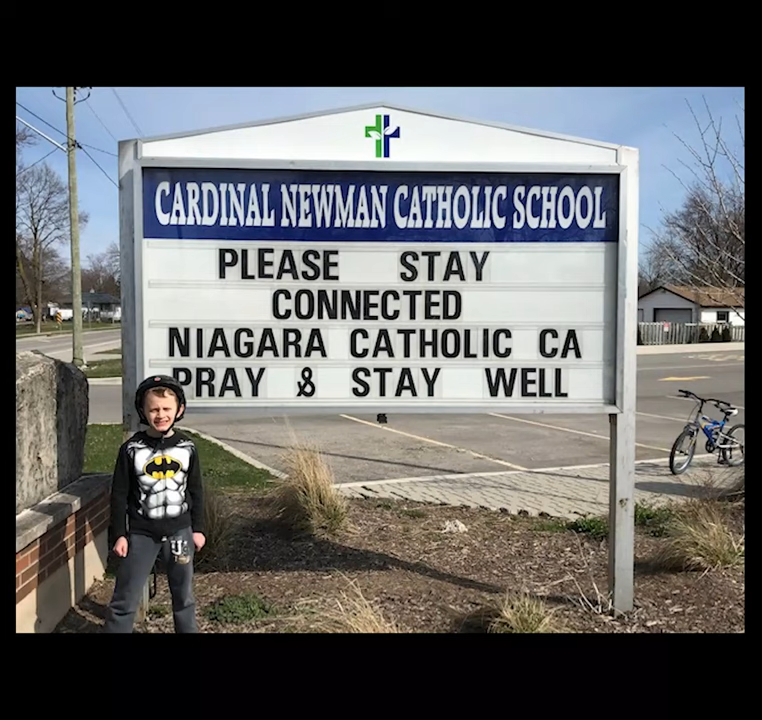 CARDINAL NEWMAN CATHOLIC SCHOOL
PLEASE STAY
CONNECTED
NIAGARA CATHOLIC CA
PRAY & STAY WELL